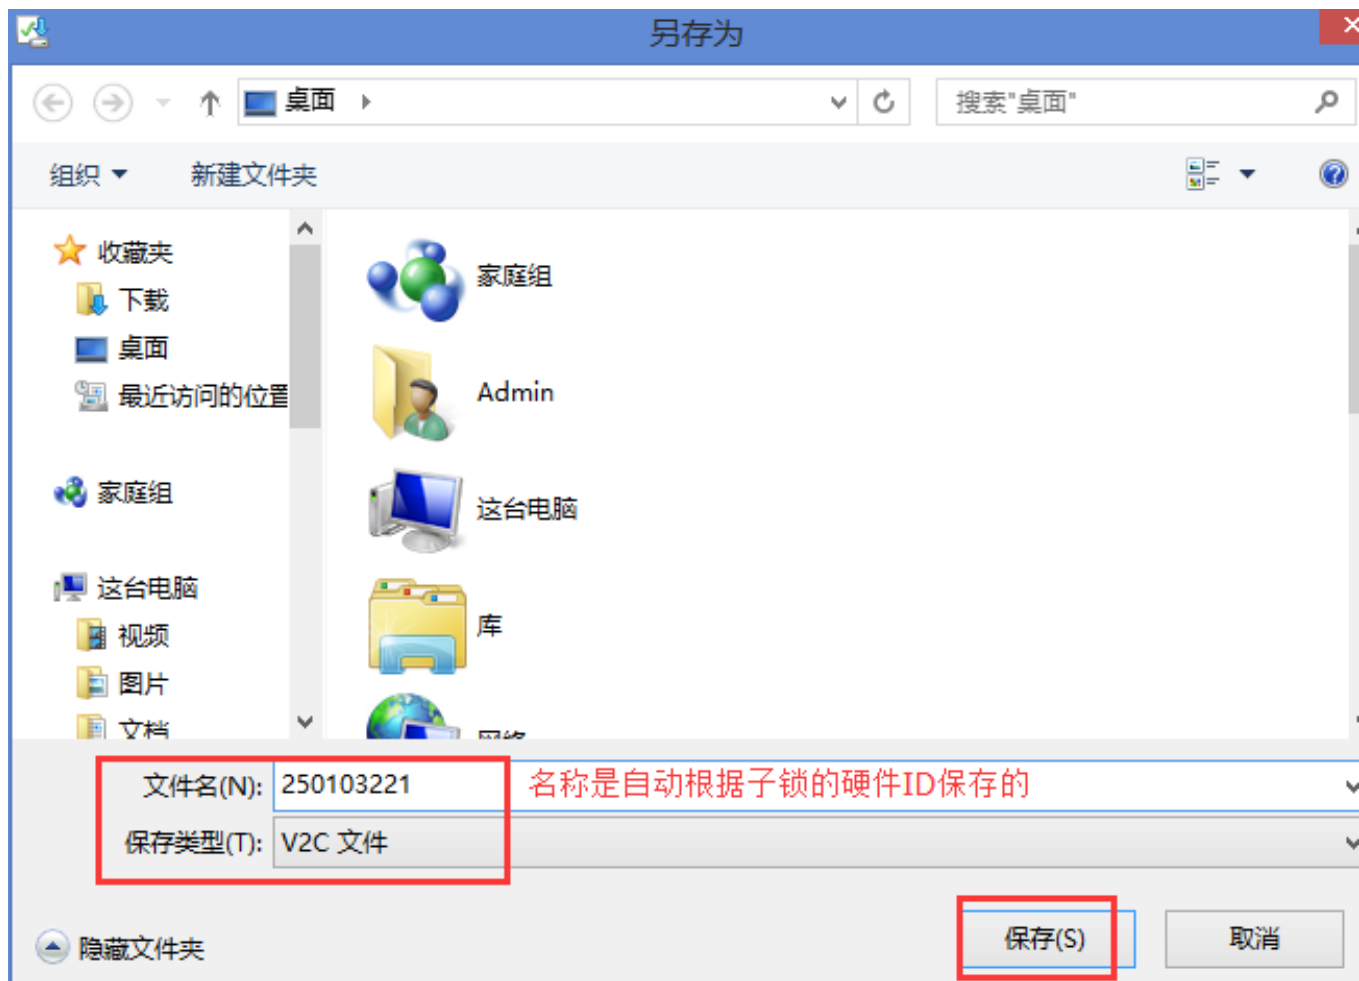 另存为
桌面
搜索"桌面"
组织
新建文件夹
收藏夹
下载
桌面
最近访问的位置
家庭组
这台电脑
视频
图片
文档
家庭组
Admin
这台电脑
库
网络
文件名(N): 250103221 名称是自动根据子锁的硬件ID保存的
保存类型(T): V2C 文件
隐藏文件夹
保存(S)
取消